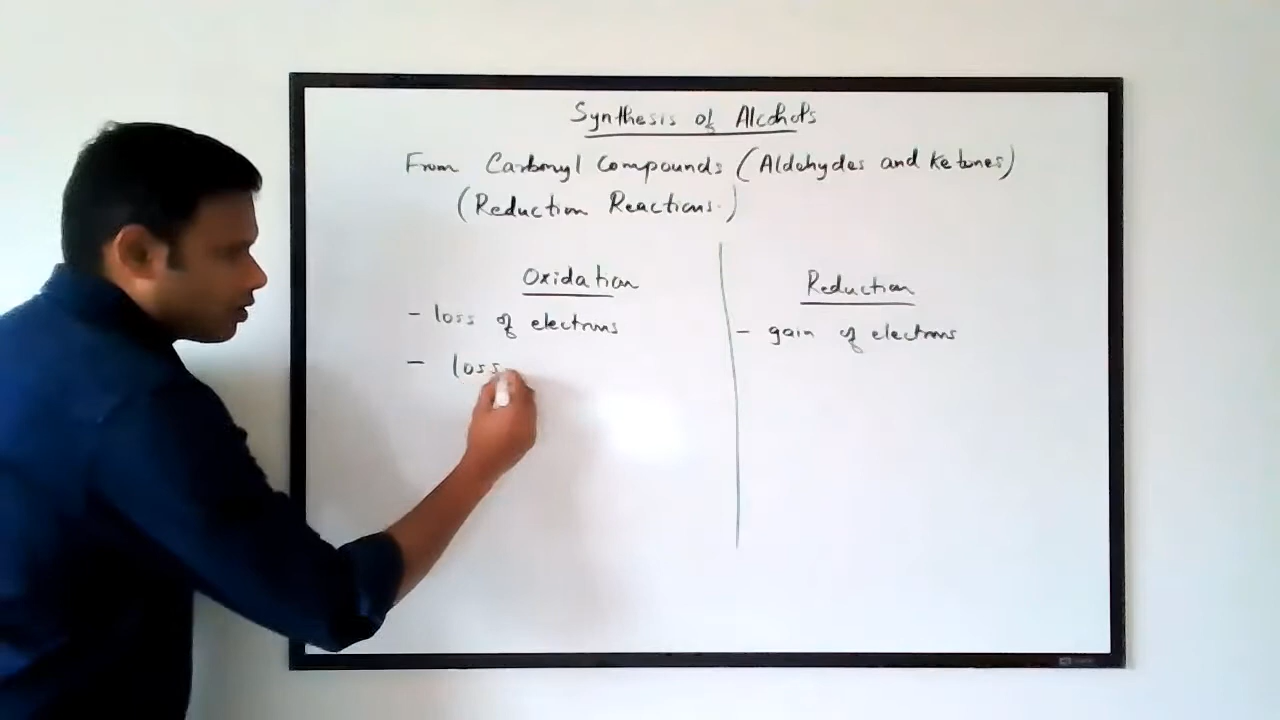 Synthesis of Alcohols
From Carbonyl Compounds (Aldehydes and Ketones)
(Reduction Reactions.)
Oxidation
- loss of electrons
- loss
Reduction
- gain of electrons